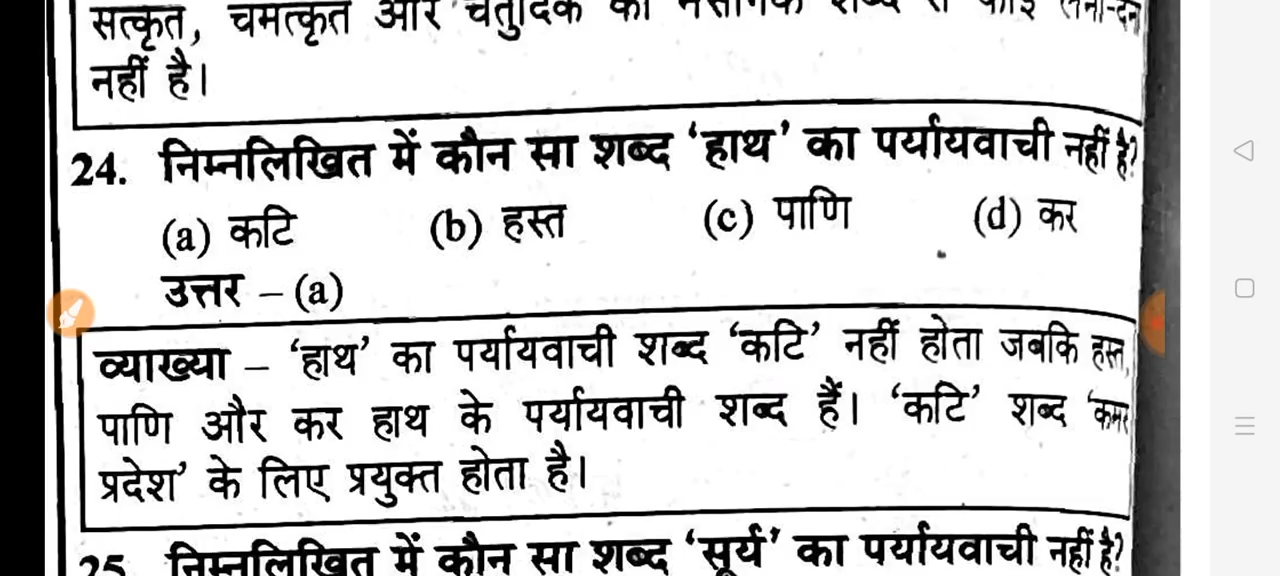 सत्कृत, चमत्कृत और चतुर्दिक का
नहीं है।
24. निम्नलिखित में कौन सा शब्द ‘हाथ’ का पर्यायवाची नहीं है?
(a) कटि (b) हस्त (c) पाणि (d) कर
उत्तर – (a)
व्याख्या – ‘हाथ’ का पर्यायवाची शब्द ‘कटि’ नहीं होता जबकि हस्त,
पाणि और कर हाथ के पर्यायवाची शब्द हैं। ‘कटि’ शब्द ‘कमर
प्रदेश’ के लिए प्रयुक्त होता है।
25. निम्नलिखित में कौन सा शब्द ‘सूर्य’ का पर्यायवाची नहीं है?